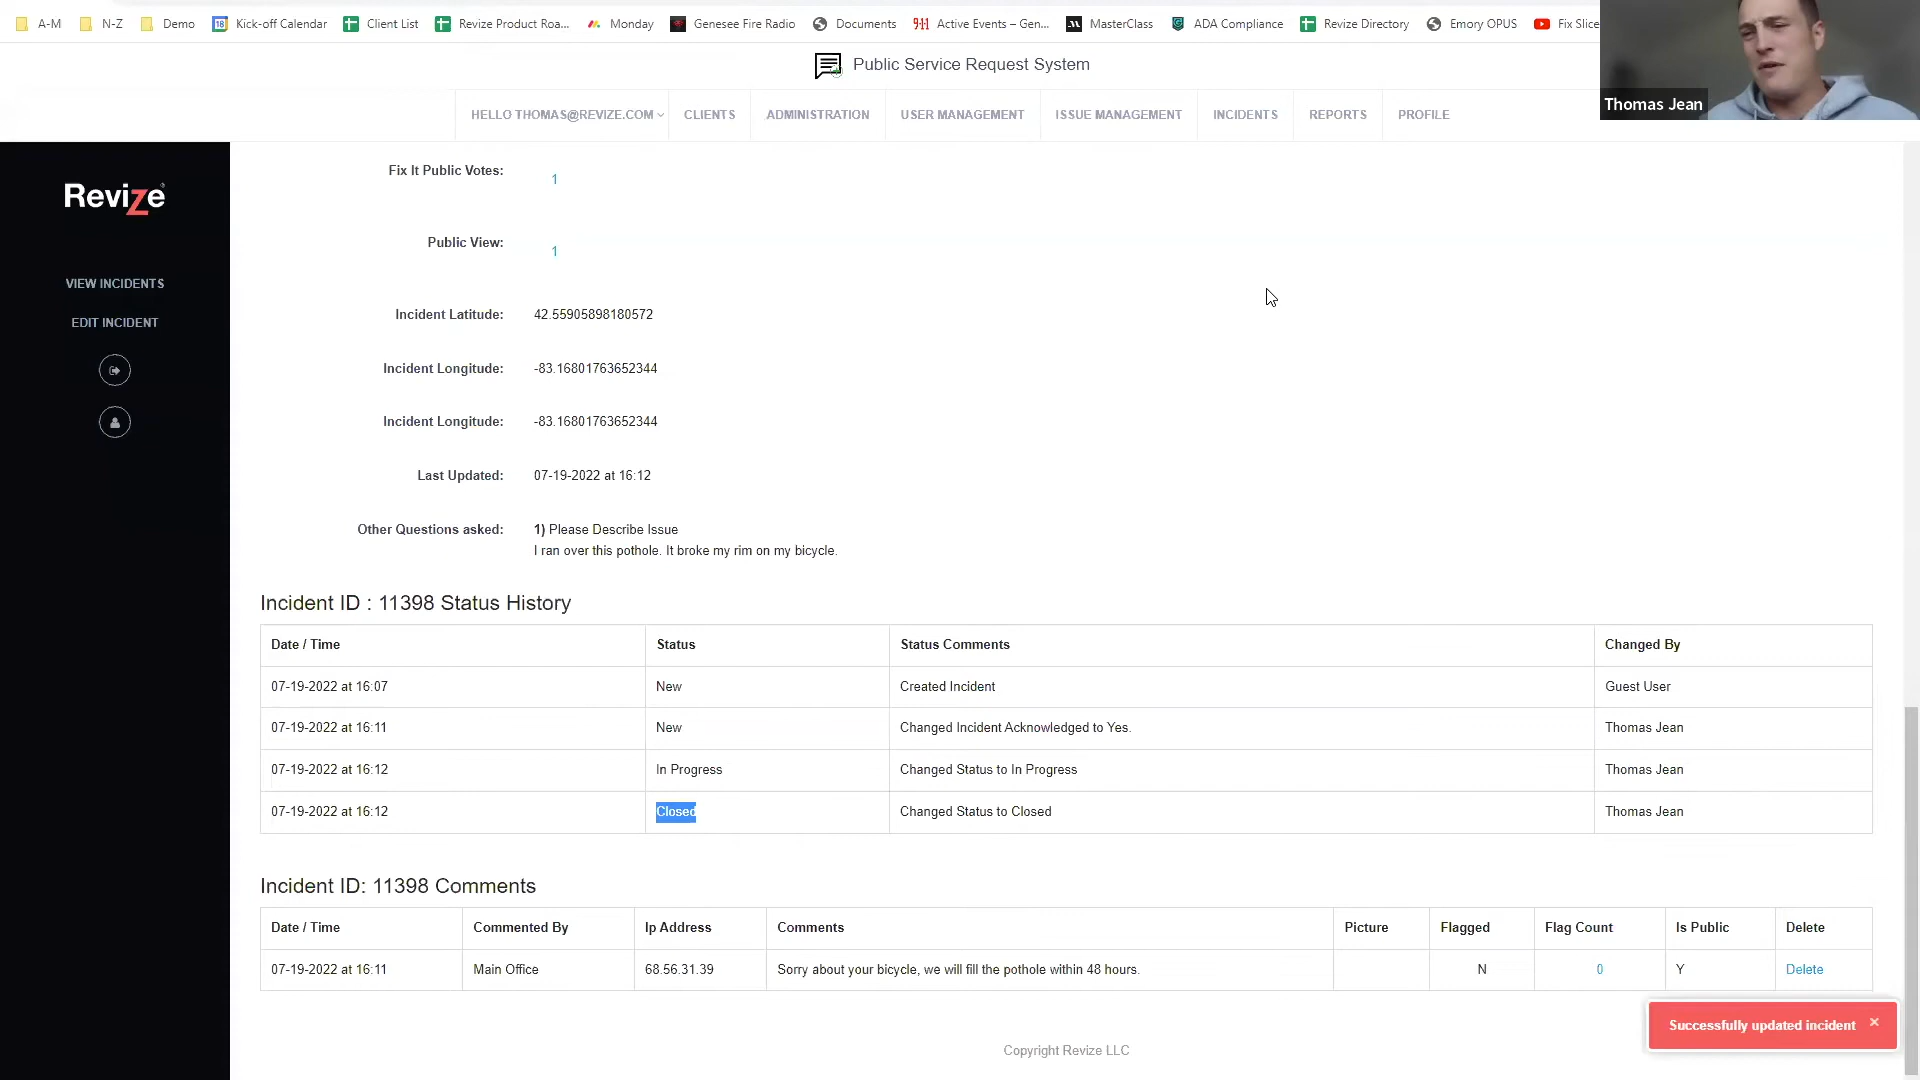 A-M N-Z Demo Kick-off Calendar Client List Revize Product Roa... Monday Genesee Fire Radio Documents 911 Active Events – Gen... MasterClass ADA Compliance Revize Directory Emory OPUS Fix Slice
Public Service Request System
Thomas Jean
HELLO THOMAS@REVIZE.COM CLIENTS ADMINISTRATION USER MANAGEMENT ISSUE MANAGEMENT INCIDENTS REPORTS PROFILE
Revize
VIEW INCIDENTS
EDIT INCIDENT
Fix It Public Votes: 1
Public View: 1
Incident Latitude: 42.55905898180572
Incident Longitude: -83.16801763652344
Incident Longitude: -83.16801763652344
Last Updated: 07-19-2022 at 16:12
Other Questions asked: 1) Please Describe Issue
I ran over this pothole. It broke my rim on my bicycle.
Incident ID : 11398 Status History
Date / Time Status Status Comments Changed By
07-19-2022 at 16:07 New Created Incident Guest User
07-19-2022 at 16:11 New Changed Incident Acknowledged to Yes. Thomas Jean
07-19-2022 at 16:12 In Progress Changed Status to In Progress Thomas Jean
07-19-2022 at 16:12 Closed Changed Status to Closed Thomas Jean
Incident ID: 11398 Comments
Date / Time Commented By Ip Address Comments Picture Flagged Flag Count Is Public Delete
07-19-2022 at 16:11 Main Office 68.56.31.39 Sorry about your bicycle, we will fill the pothole within 48 hours. N 0 Y Delete
Successfully updated incident ×
Copyright Revize LLC